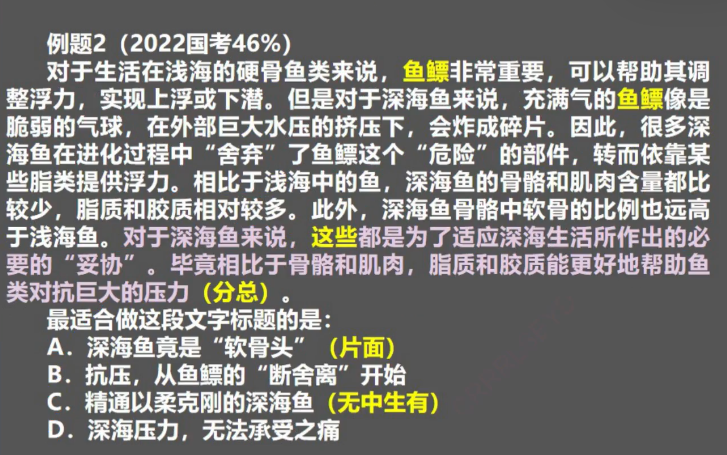 例题2（2022国考46%）
对于生活在浅海的硬骨鱼类来说，鱼鳔非常重要，可以帮助其调
整浮力，实现上浮或下潜。但是对于深海鱼来说，充满气的鱼鳔像是
脆弱的气球，在外部巨大水压的挤压下，会炸成碎片。因此，很多深
海鱼在进化过程中“舍弃”了鱼鳔这个“危险”的部件，转而依靠某
些脂类提供浮力。相比于浅海中的鱼，深海鱼的骨骼和肌肉含量都比
较少，脂质和胶质相对较多。此外，深海鱼骨骼中软骨的比例也远高
于浅海鱼。对于深海鱼来说，这些都是为了适应深海生活所作出的必
要的“妥协”。毕竟相比于骨骼和肌肉，脂质和胶质能更好地帮助鱼
类对抗巨大的压力（分总）。
最适合做这段文字标题的是：
A．深海鱼竟是“软骨头”（片面）
B．抗压，从鱼鳔的“断舍离”开始
C．精通以柔克刚的深海鱼（无中生有）
D．深海压力，无法承受之痛